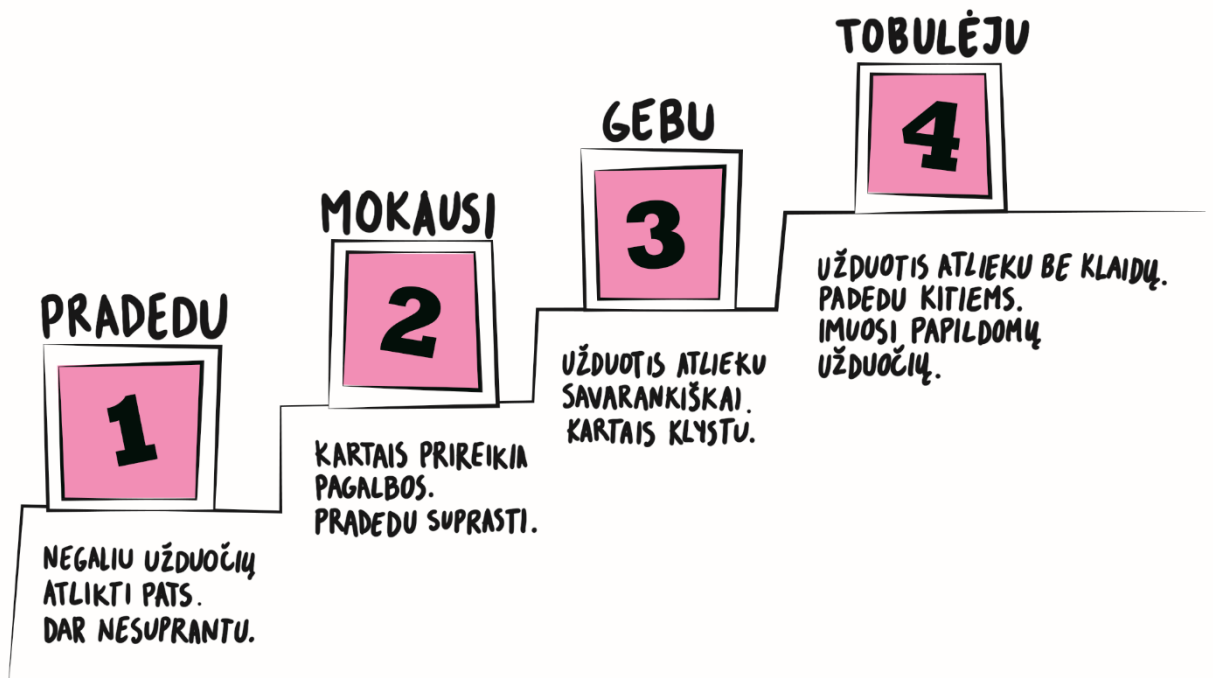 PRADEDU
1
NEGALIU UŽDUOČIŲ
ATLIKTI PATS.
DAR NESUPRANTU.
MOKAUSI
2
KARTAIS PRIREIKIA
PAGALBOS.
PRADEDU SUPRASTI.
GEBU
3
UŽDUOTIS ATLIEKU
SAVARANKIŠKAI.
KARTAIS KLYSTU.
TOBULĖJU
4
UŽDUOTIS ATLIEKU BE KLAIDŲ.
PADEDU KITIEMS.
IMUOSI PAPILDOMŲ
UŽDUOČIŲ.